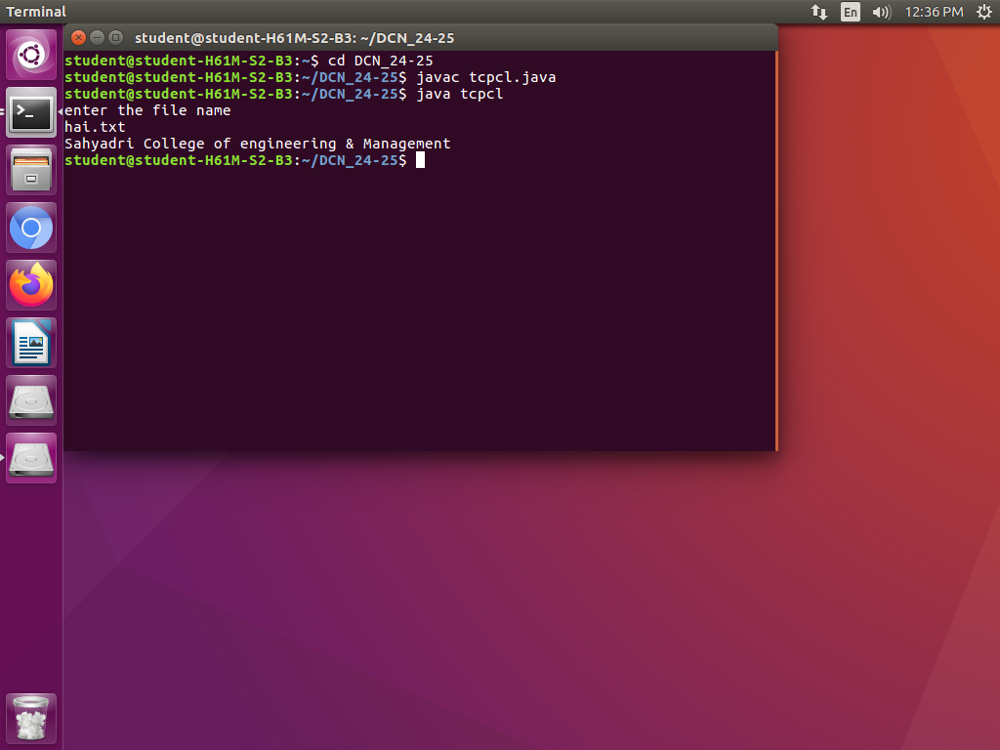 Terminal
En
12:36 PM
student@student-H61M-S2-B3: ~/DCN_24-25
student@student-H61M-S2-B3:~$ cd DCN_24-25
student@student-H61M-S2-B3:~/DCN_24-25$ javac tcpcl.java
student@student-H61M-S2-B3:~/DCN_24-25$ java tcpcl
enter the file name
hai.txt
Sahyadri College of engineering & Management
student@student-H61M-S2-B3:~/DCN_24-25$